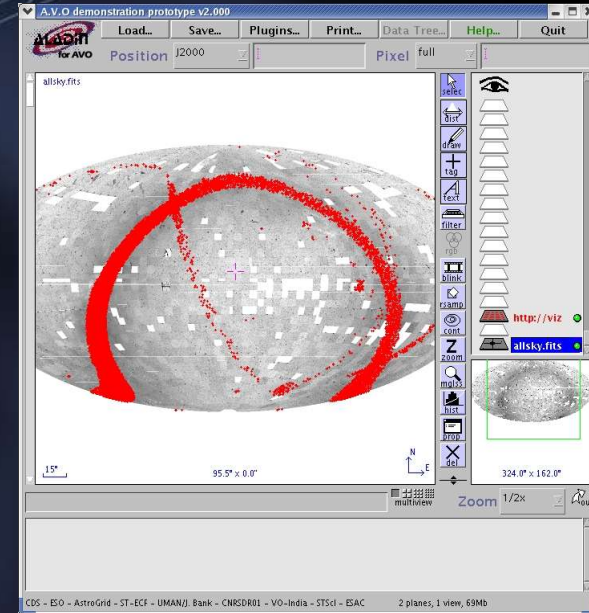 A.V.O demonstration prototype v2.000
ALADIN for AVO
Load... Save... Plugins... Print... Data Tree... Help... Quit
Position J2000 Pixel full
allsky.fits
selec
dist
draw
tag
text
filter
rgb
blink
rsamp
cont
zoom
mglss
hist
prop
del
http://viz
allsky.fits
15°
95.5° x 0.0"
N
E
324.0° x 162.0°
multiview
Zoom 1/2x
CDS - ESO - AstroGrid - ST-ECF - UMAN/J. Bank - CNRSDR01 - VO-India - STScI - ESAC 2 planes, 1 view, 69Mb